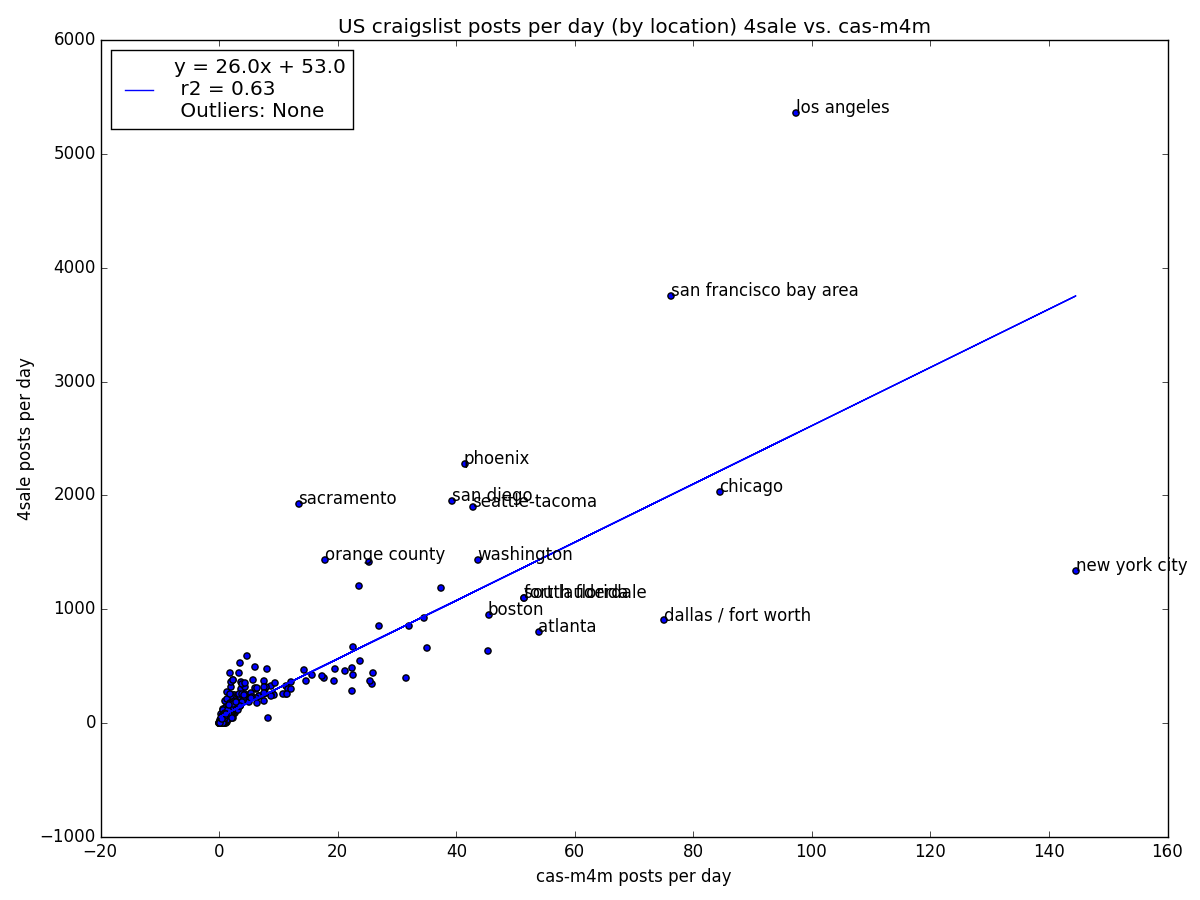 US craigslist posts per day (by location) 4sale vs. cas-m4m
y = 26.0x + 53.0
r2 = 0.63
Outliers: None
6000
5000
4000
3000
2000
1000
0
−1000
4sale posts per day
los angeles
san francisco bay area
phoenix
chicago
sacramento
san diego
seattle-tacoma
orange county
washington
new york city
south florida
fort lauderdale
boston
dallas / fort worth
atlanta
−20
0
20
40
60
80
100
120
140
160
cas-m4m posts per day